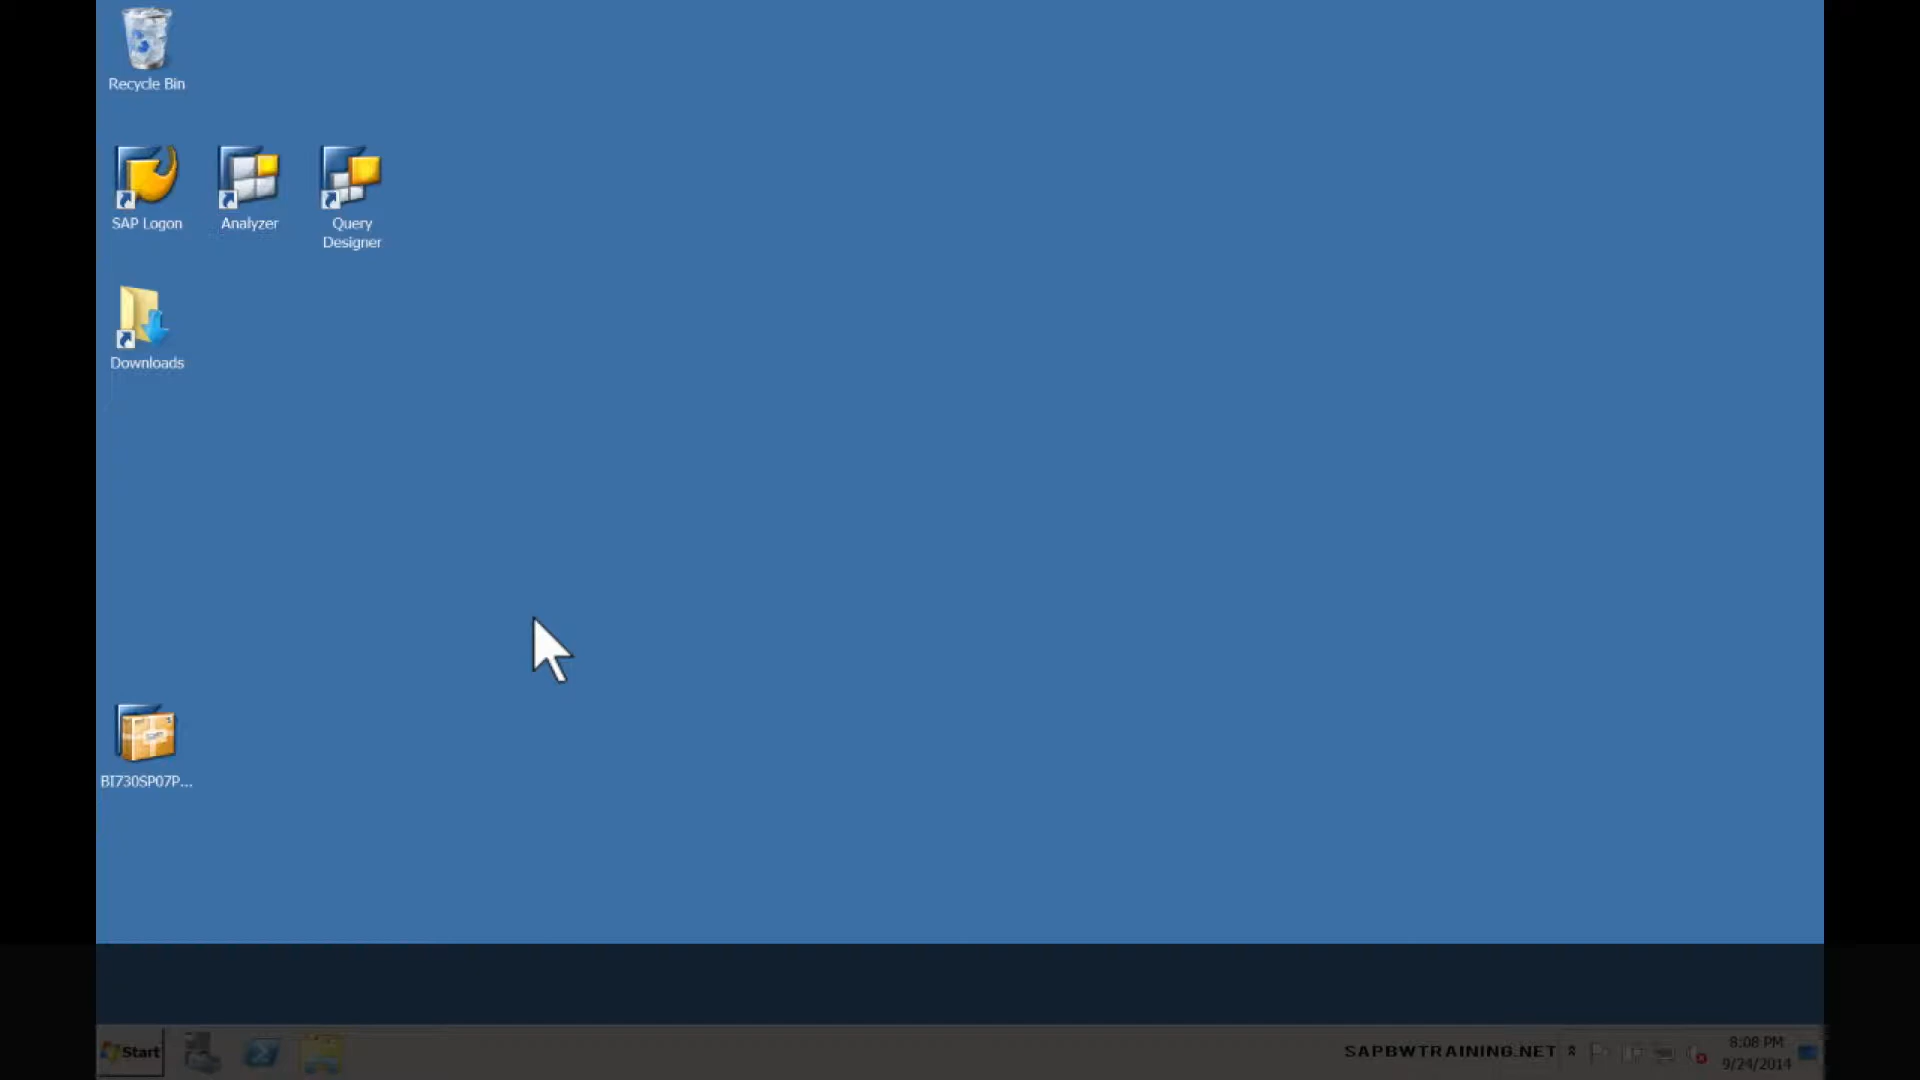 Recycle Bin
SAP Logon
Analyzer
Query
Designer
Downloads
BI730SP07P...
Start
SAPBWTRAINING.NET
8:08 PM
9/24/2014